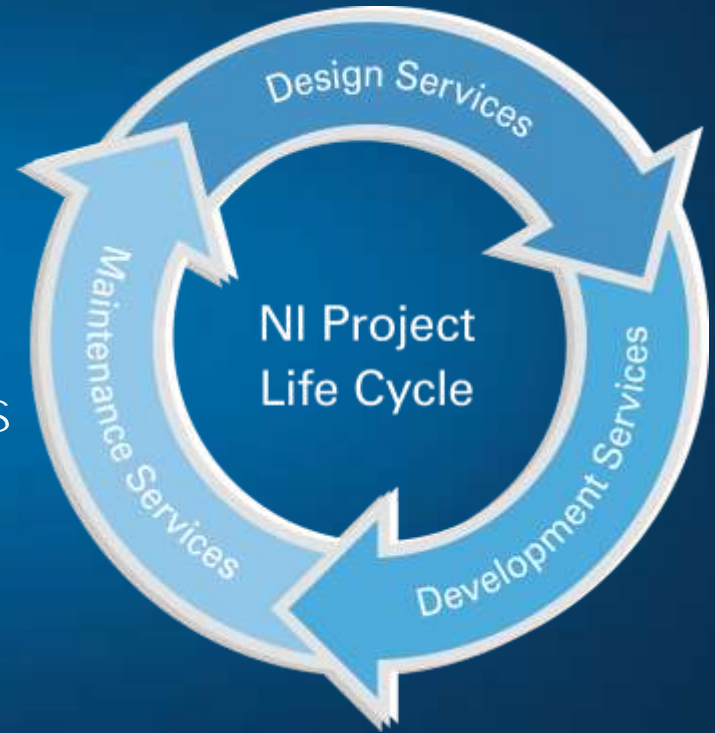 Design Services
NI Project
Life Cycle
Maintenance Services
Development Services
s